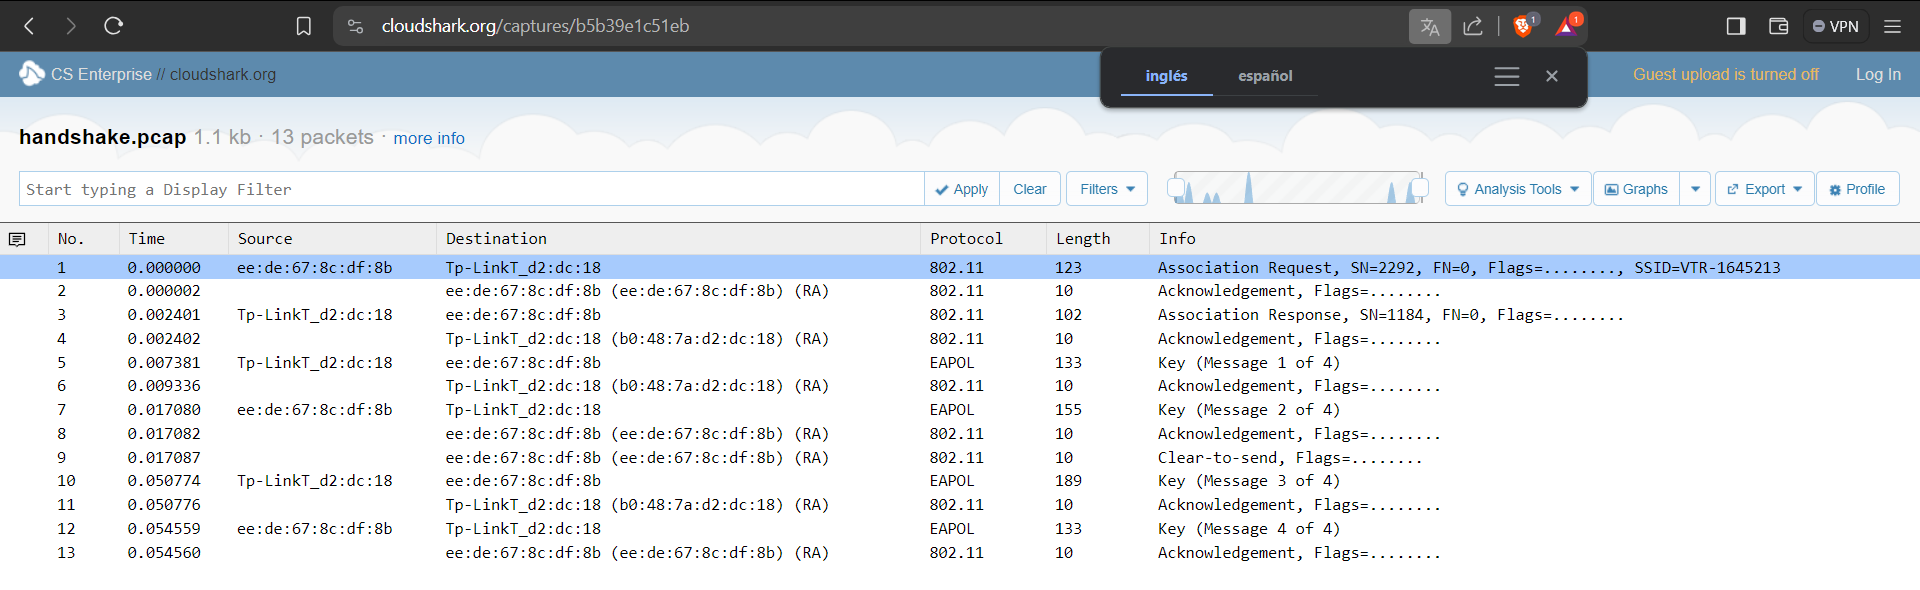 cloudshark.org/captures/b5b39e1c51eb
1
1
VPN
CS Enterprise // cloudshark.org
inglés español
Guest upload is turned off
Log In
handshake.pcap 1.1 kb · 13 packets · more info
Start typing a Display Filter
Apply
Clear
Filters
Analysis Tools
Graphs
Export
Profile
No. Time Source Destination Protocol Length Info
1 0.000000 ee:de:67:8c:df:8b Tp-LinkT_d2:dc:18 802.11 123 Association Request, SN=2292, FN=0, Flags=........, SSID=VTR-1645213
2 0.000002 ee:de:67:8c:df:8b (ee:de:67:8c:df:8b) (RA) 802.11 10 Acknowledgement, Flags=........
3 0.002401 Tp-LinkT_d2:dc:18 ee:de:67:8c:df:8b 802.11 102 Association Response, SN=1184, FN=0, Flags=........
4 0.002402 Tp-LinkT_d2:dc:18 (b0:48:7a:d2:dc:18) (RA) 802.11 10 Acknowledgement, Flags=........
5 0.007381 Tp-LinkT_d2:dc:18 ee:de:67:8c:df:8b EAPOL 133 Key (Message 1 of 4)
6 0.009336 Tp-LinkT_d2:dc:18 (b0:48:7a:d2:dc:18) (RA) 802.11 10 Acknowledgement, Flags=........
7 0.017080 ee:de:67:8c:df:8b Tp-LinkT_d2:dc:18 EAPOL 155 Key (Message 2 of 4)
8 0.017082 ee:de:67:8c:df:8b (ee:de:67:8c:df:8b) (RA) 802.11 10 Acknowledgement, Flags=........
9 0.017087 ee:de:67:8c:df:8b (ee:de:67:8c:df:8b) (RA) 802.11 10 Clear-to-send, Flags=........
10 0.050774 Tp-LinkT_d2:dc:18 ee:de:67:8c:df:8b EAPOL 189 Key (Message 3 of 4)
11 0.050776 Tp-LinkT_d2:dc:18 (b0:48:7a:d2:dc:18) (RA) 802.11 10 Acknowledgement, Flags=........
12 0.054559 ee:de:67:8c:df:8b Tp-LinkT_d2:dc:18 EAPOL 133 Key (Message 4 of 4)
13 0.054560 ee:de:67:8c:df:8b (ee:de:67:8c:df:8b) (RA) 802.11 10 Acknowledgement, Flags=........